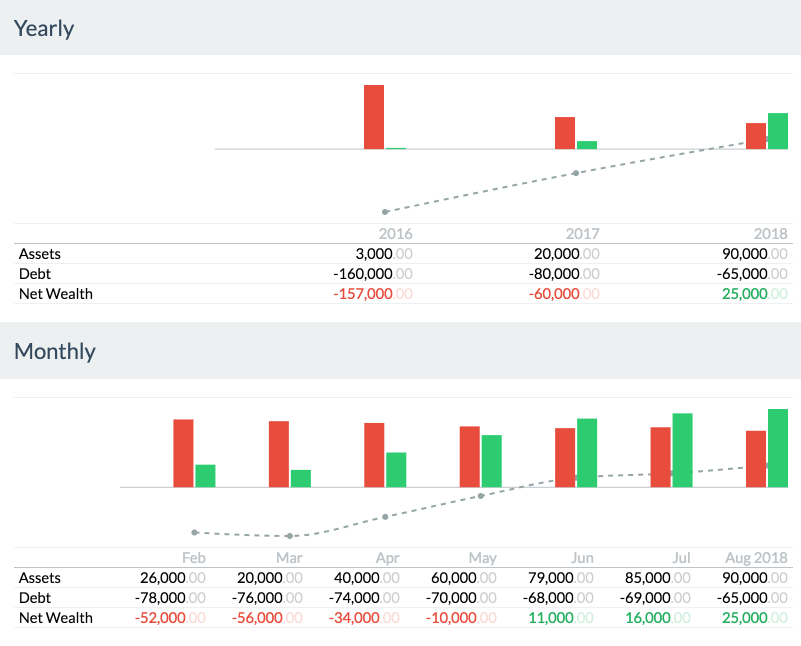 Yearly
2016 2017 2018
Assets 3,000.00 20,000.00 90,000.00
Debt -160,000.00 -80,000.00 -65,000.00
Net Wealth -157,000.00 -60,000.00 25,000.00
Monthly
Feb Mar Apr May Jun Jul Aug 2018
Assets 26,000.00 20,000.00 40,000.00 60,000.00 79,000.00 85,000.00 90,000.00
Debt -78,000.00 -76,000.00 -74,000.00 -70,000.00 -68,000.00 -69,000.00 -65,000.00
Net Wealth -52,000.00 -56,000.00 -34,000.00 -10,000.00 11,000.00 16,000.00 25,000.00